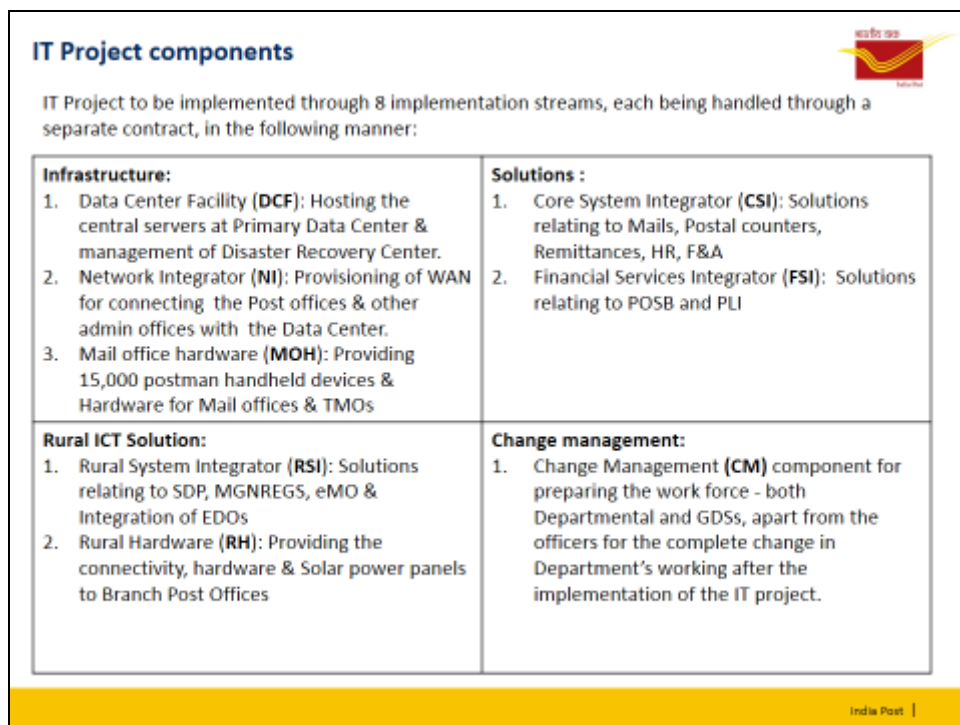 IT Project components
भारतीय डाक
India Post
IT Project to be implemented through 8 implementation streams, each being handled through a
separate contract, in the following manner:
Infrastructure:
1. Data Center Facility (DCF): Hosting the
central servers at Primary Data Center &
management of Disaster Recovery Center.
2. Network Integrator (NI): Provisioning of WAN
for connecting the Post offices & other
admin offices with the Data Center.
3. Mail office hardware (MOH): Providing
15,000 postman handheld devices &
Hardware for Mail offices & TMOs
Solutions :
1. Core System Integrator (CSI): Solutions
relating to Mails, Postal counters,
Remittances, HR, F&A
2. Financial Services Integrator (FSI): Solutions
relating to POSB and PLI
Rural ICT Solution:
1. Rural System Integrator (RSI): Solutions
relating to SDP, MGNREGS, eMO &
Integration of EDOs
2. Rural Hardware (RH): Providing the
connectivity, hardware & Solar power panels
to Branch Post Offices
Change management:
1. Change Management (CM) component for
preparing the work force - both
Departmental and GDSs, apart from the
officers for the complete change in
Department's working after the
implementation of the IT project.
India Post |